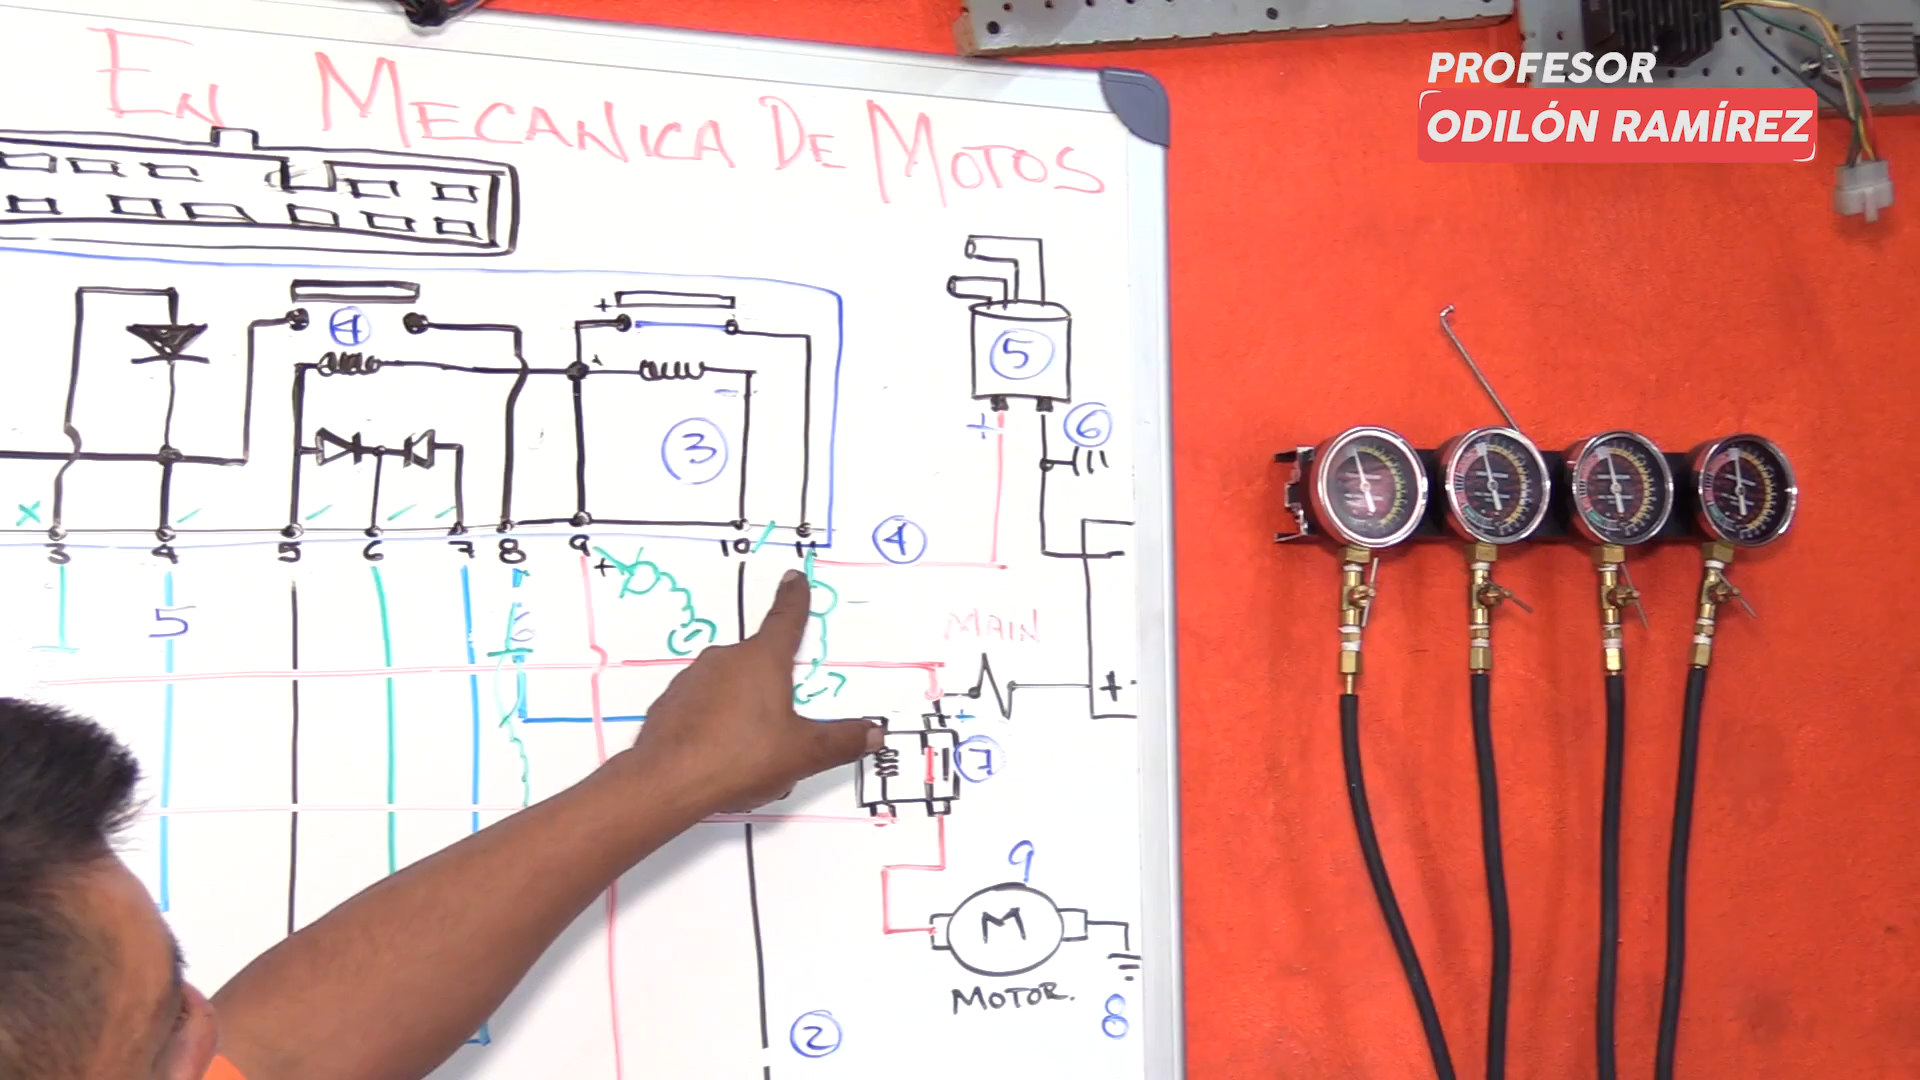 PROFESOR
ODILÓN RAMÍREZ
EN MECANICA DE MOTOS
4
+
5
+
6
3
-
x
3 4 5 6 7 8 9 10 11
4
+
5
6
-
MAIN
+
+
7
9
M
MOTOR.
8
2